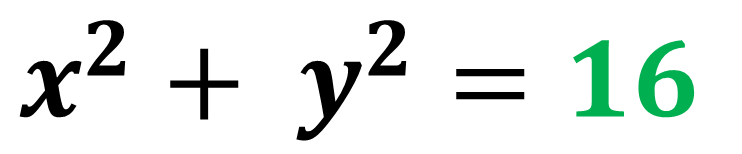 x² + y² = 16